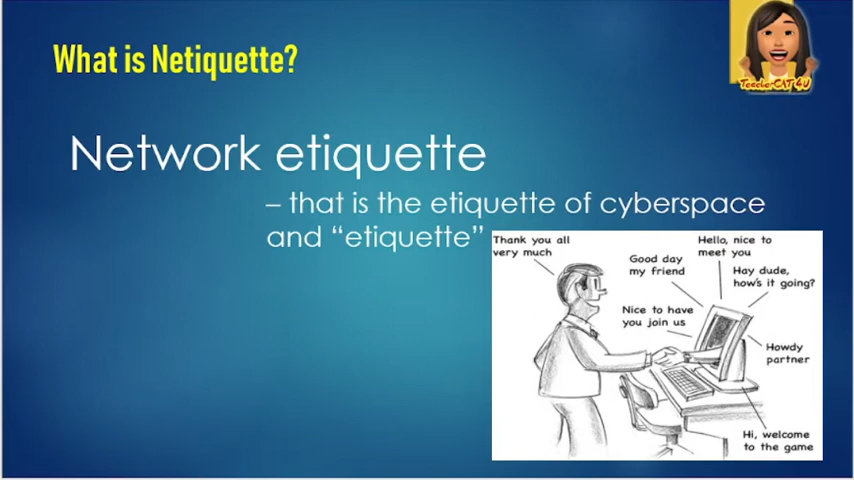 What is Netiquette?
TeacherCAT4U
Network etiquette
– that is the etiquette of cyberspace
and “etiquette”
Thank you all
very much
Hello, nice to
meet you
Good day
my friend
Hay dude,
how's it going?
Nice to have
you join us
Howdy
partner
Hi, welcome
to the game